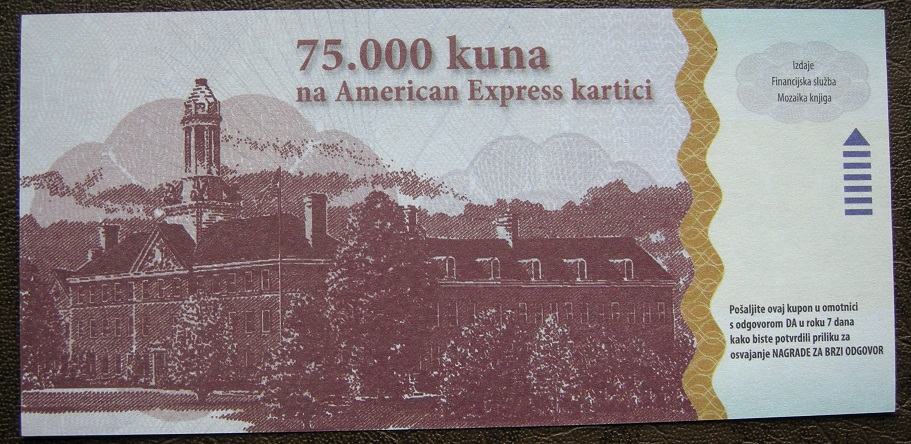 75.000 kuna
na American Express kartici
Izdaje
Financijska služba
Mozaika knjiga
Pošaljite ovaj kupon u omotnici
s odgovorom DA u roku 7 dana
kako biste potvrdili priliku za
osvajanje NAGRADE ZA BRZI ODGOVOR